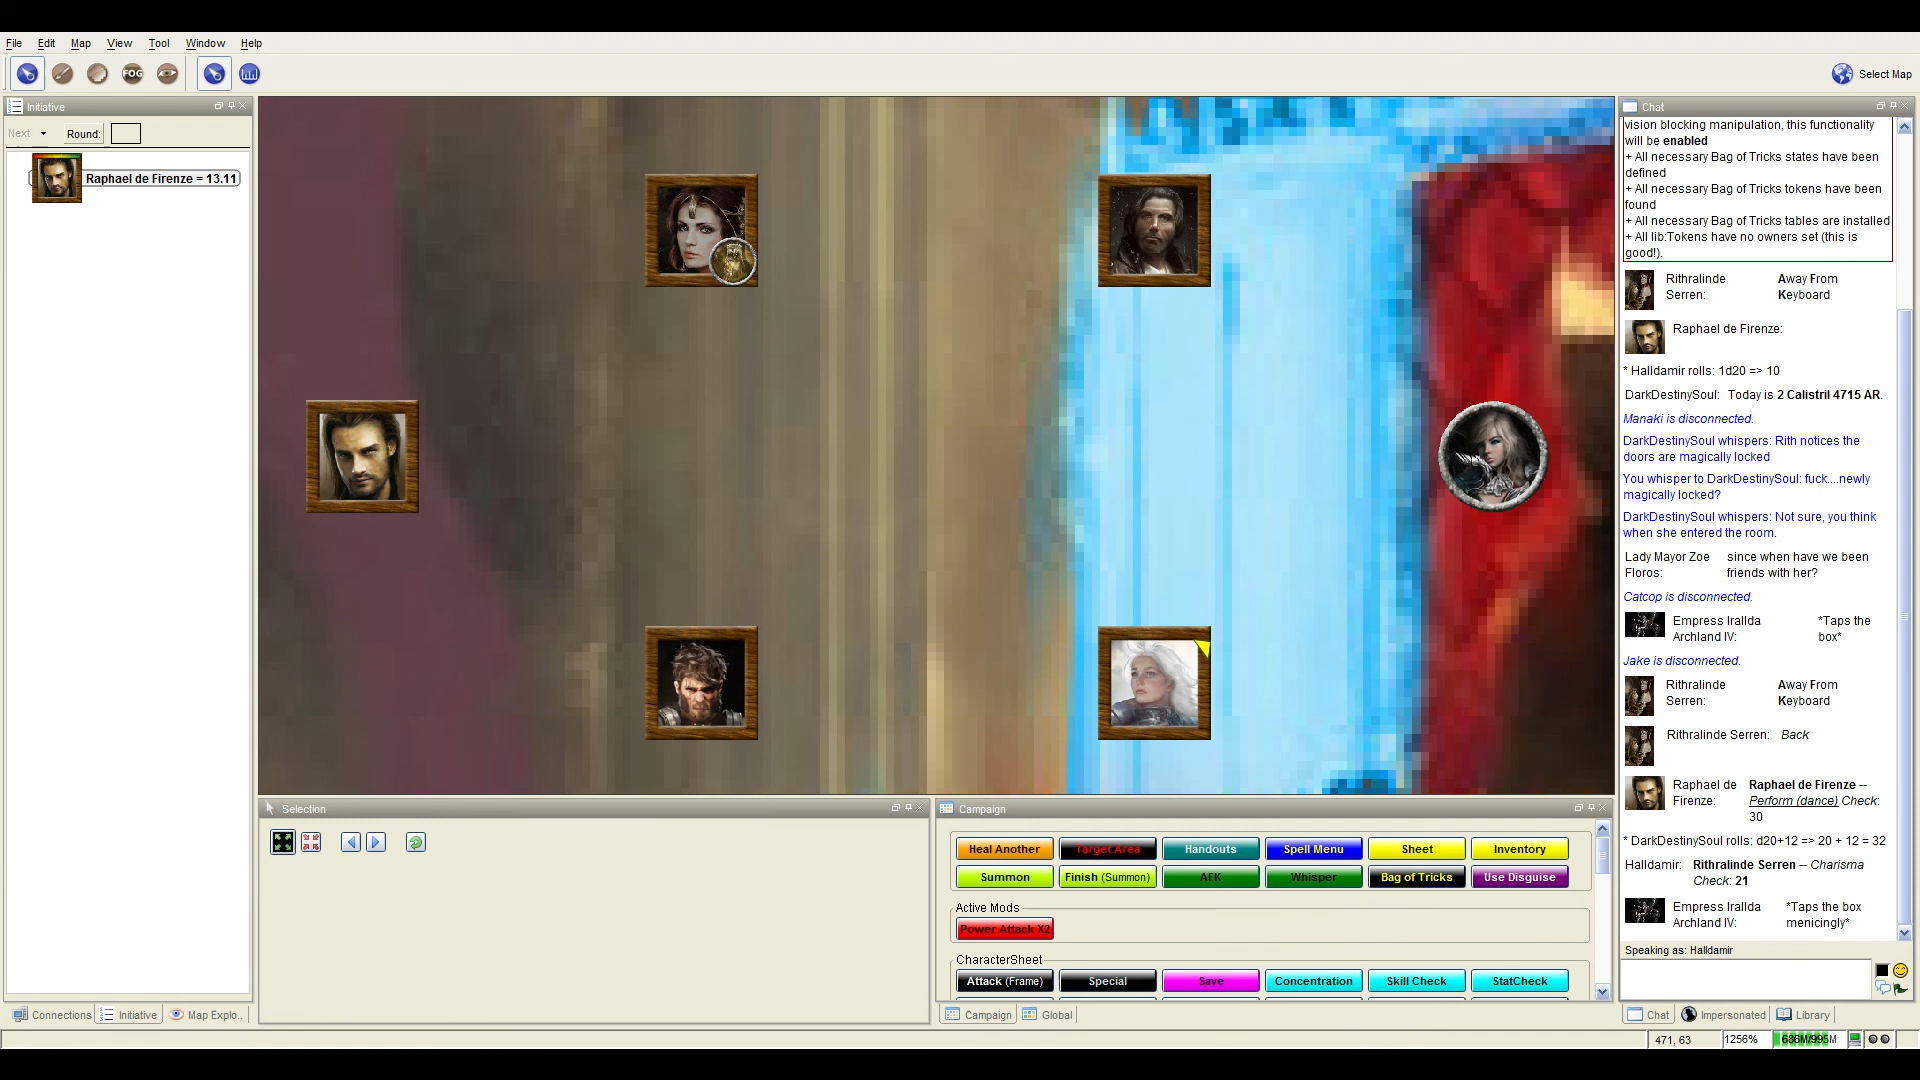 File Edit Map View Tool Window Help
FOG
Select Map
Initiative
Next Round:
Raphael de Firenze = 13.11
Connections Initiative Map Explo..
Selection
Campaign
Heal Another Target Area Handouts Spell Menu Sheet Inventory
Summon Finish (Summon) AFK Whisper Bag of Tricks Use Disguise
Active Mods
Power Attack X2
CharacterSheet
Attack (Frame) Special Save Concentration Skill Check StatCheck
Campaign Global
Chat
vision blocking manipulation, this functionality
will be enabled
+ All necessary Bag of Tricks states have been
defined
+ All necessary Bag of Tricks tokens have been
found
+ All necessary Bag of Tricks tables are installed
+ All lib:Tokens have no owners set (this is
good!).
Rithralinde Away From
Serren: Keyboard
Raphael de Firenze:
* Halldamir rolls: 1d20 => 10
DarkDestinySoul: Today is 2 Calistril 4715 AR.
Manaki is disconnected.
DarkDestinySoul whispers: Rith notices the
doors are magically locked
You whisper to DarkDestinySoul: fuck....newly
magically locked?
DarkDestinySoul whispers: Not sure, you think
when she entered the room.
Lady Mayor Zoe since when have we been
Floros: friends with her?
Catcop is disconnected.
Empress Irallda *Taps the
Archland IV: box*
Jake is disconnected.
Rithralinde Away From
Serren: Keyboard
Rithralinde Serren: Back
Raphael de Raphael de Firenze --
Firenze: Perform (dance) Check:
30
* DarkDestinySoul rolls: d20+12 => 20 + 12 = 32
Halldamir: Rithralinde Serren -- Charisma
Check: 21
Empress Irallda *Taps the box
Archland IV: menicingly*
Speaking as: Halldamir
Chat Impersonated Library
471, 63 1256% 686M/995M